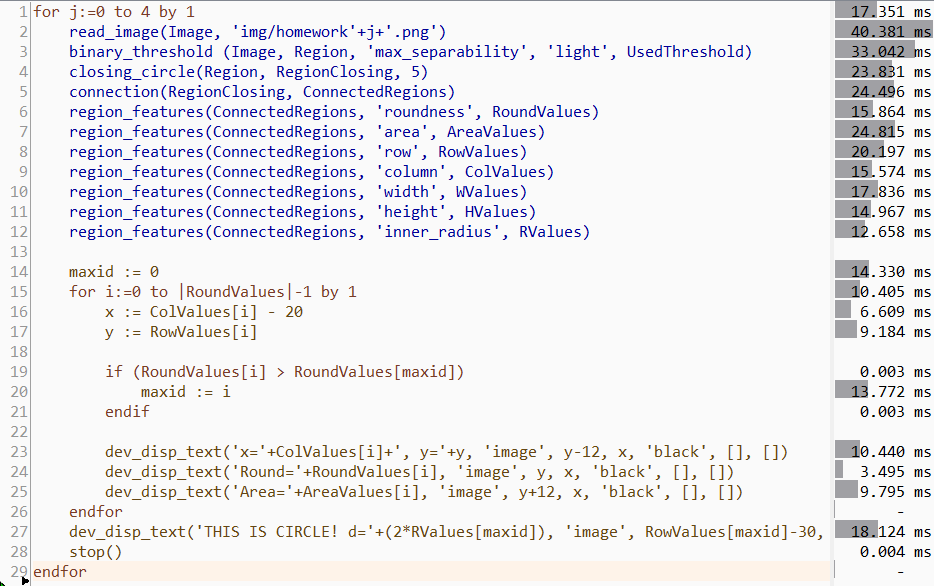 1 for j:=0 to 4 by 1 17.351 ms
2 read_image(Image, 'img/homework'+j+'.png') 40.381 ms
3 binary_threshold (Image, Region, 'max_separability', 'light', UsedThreshold) 33.042 ms
4 closing_circle(Region, RegionClosing, 5) 23.831 ms
5 connection(RegionClosing, ConnectedRegions) 24.496 ms
6 region_features(ConnectedRegions, 'roundness', RoundValues) 15.864 ms
7 region_features(ConnectedRegions, 'area', AreaValues) 24.815 ms
8 region_features(ConnectedRegions, 'row', RowValues) 20.197 ms
9 region_features(ConnectedRegions, 'column', ColValues) 15.574 ms
10 region_features(ConnectedRegions, 'width', WValues) 17.836 ms
11 region_features(ConnectedRegions, 'height', HValues) 14.967 ms
12 region_features(ConnectedRegions, 'inner_radius', RValues) 12.658 ms
13
14 maxid := 0 14.330 ms
15 for i:=0 to |RoundValues|-1 by 1 10.405 ms
16 x := ColValues[i] - 20 6.609 ms
17 y := RowValues[i] 9.184 ms
18
19 if (RoundValues[i] > RoundValues[maxid]) 0.003 ms
20 maxid := i 13.772 ms
21 endif 0.003 ms
22
23 dev_disp_text('x='+ColValues[i]+', y='+y, 'image', y-12, x, 'black', [], []) 10.440 ms
24 dev_disp_text('Round='+RoundValues[i], 'image', y, x, 'black', [], []) 3.495 ms
25 dev_disp_text('Area='+AreaValues[i], 'image', y+12, x, 'black', [], []) 9.795 ms
26 endfor -
27 dev_disp_text('THIS IS CIRCLE! d='+(2*RValues[maxid]), 'image', RowValues[maxid]-30, 18.124 ms
28 stop() 0.004 ms
29 endfor -